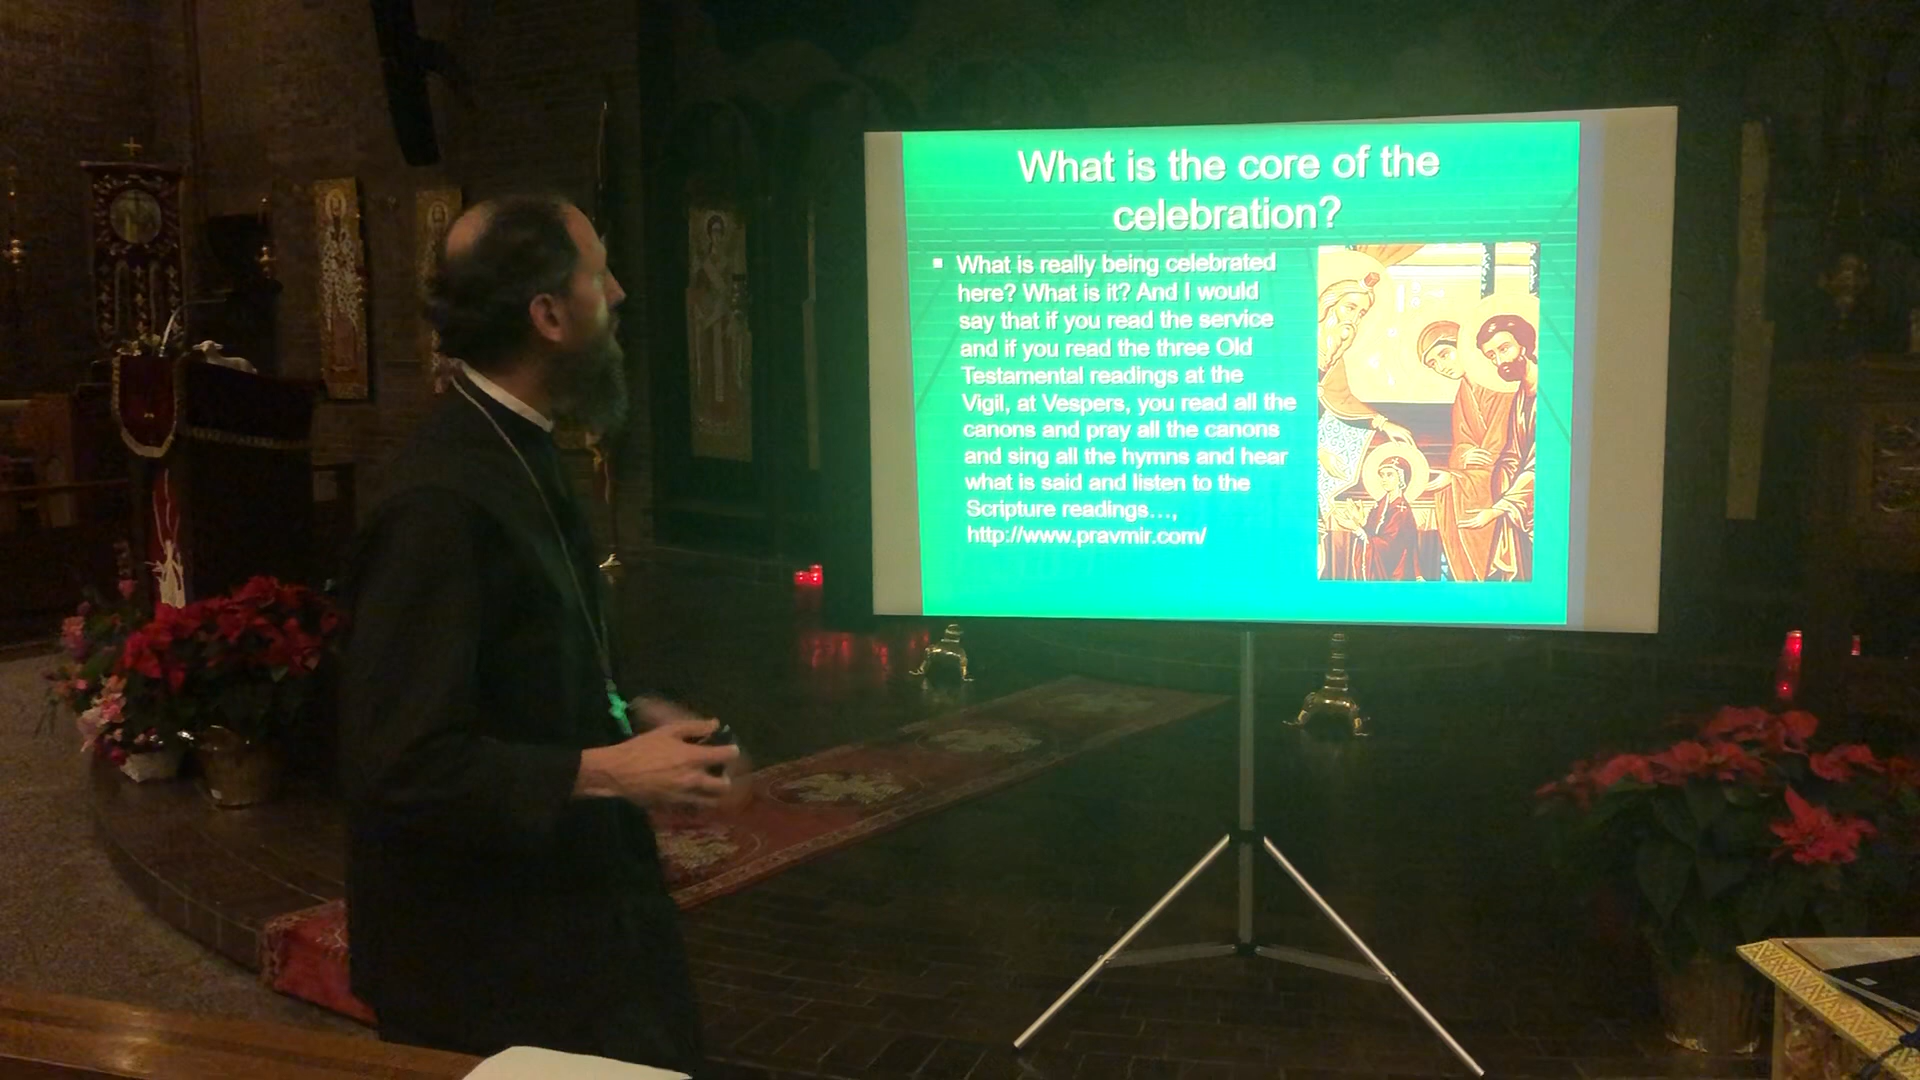 What is the core of the
celebration?
What is really being celebrated
here? What is it? And I would
say that if you read the service
and if you read the three Old
Testamental readings at the
Vigil, at Vespers, you read all the
canons and pray all the canons
and sing all the hymns and hear
what is said and listen to the
Scripture readings…,
http://www.pravmir.com/